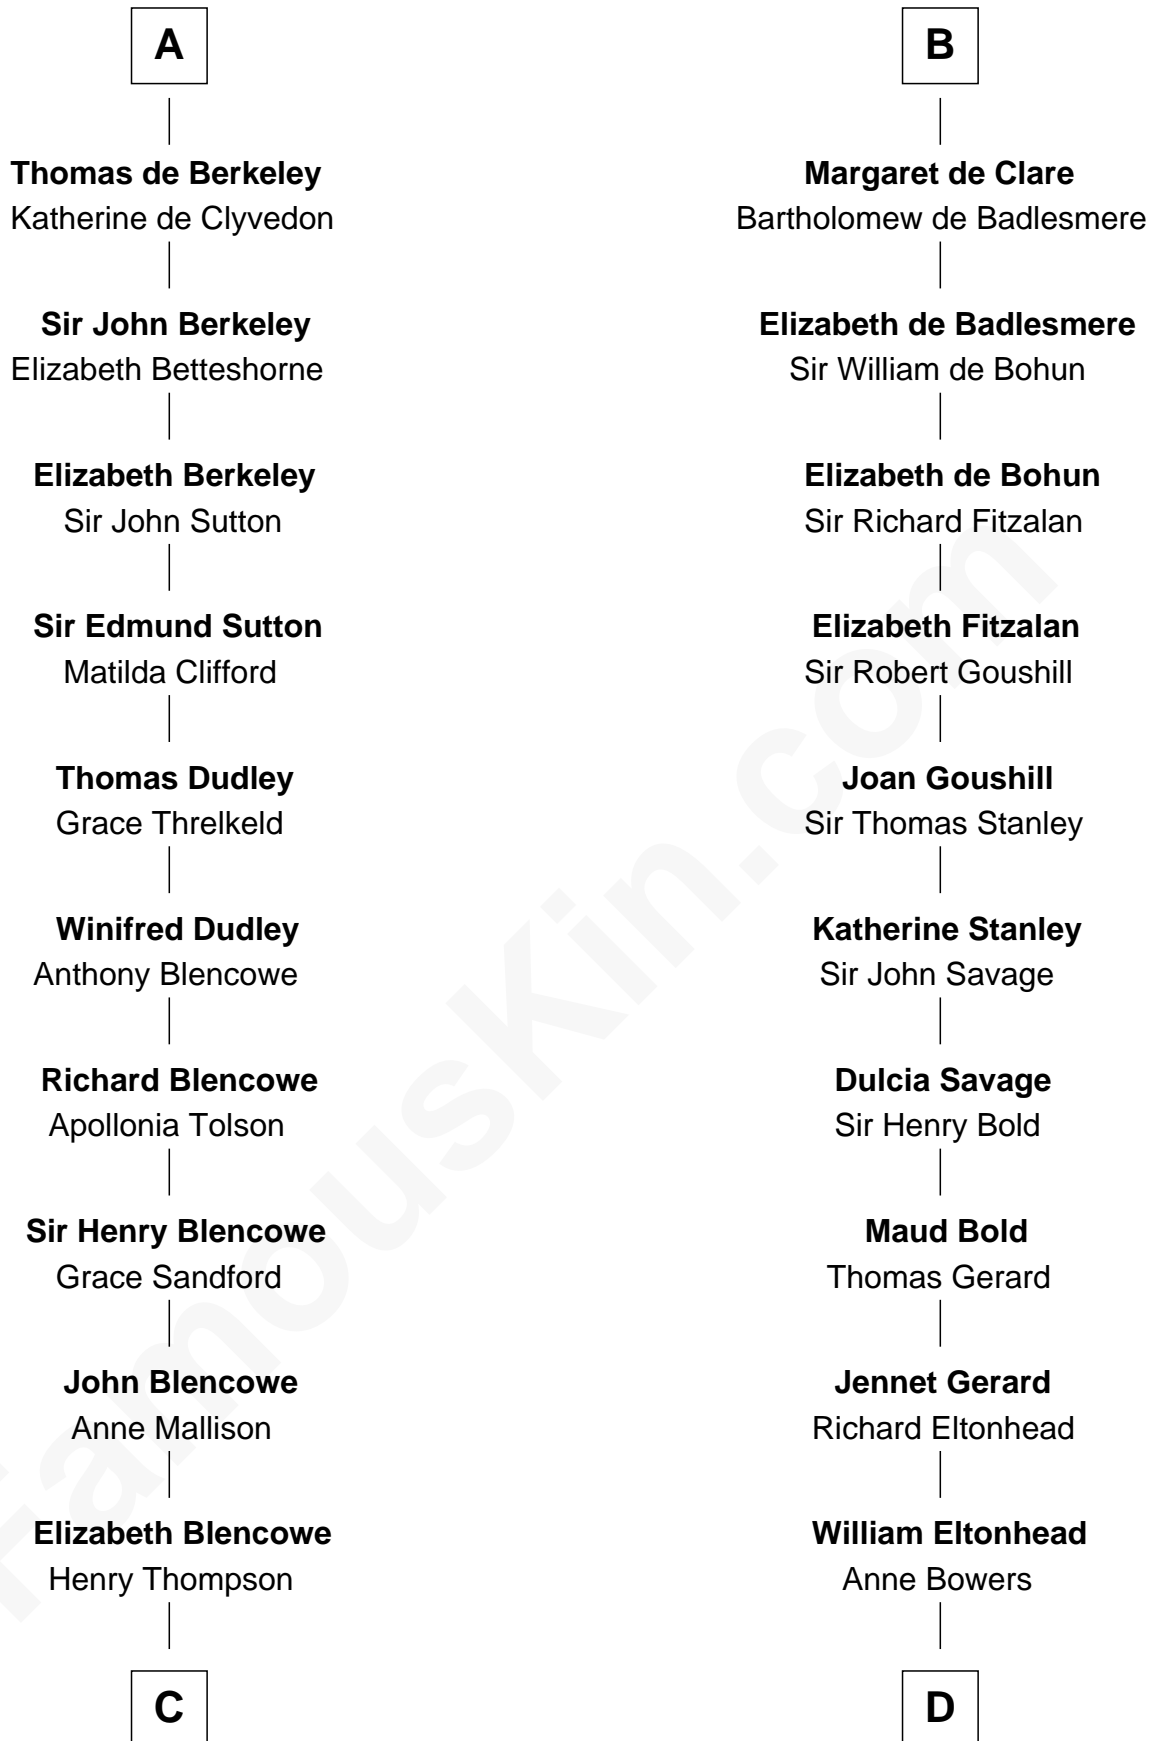 A
Thomas de Berkeley
Katherine de Clyvedon
Sir John Berkeley
Elizabeth Betteshorne
Elizabeth Berkeley
Sir John Sutton
Sir Edmund Sutton
Matilda Clifford
Thomas Dudley
Grace Threlkeld
Winifred Dudley
Anthony Blencowe
Richard Blencowe
Apollonia Tolson
Sir Henry Blencowe
Grace Sandford
John Blencowe
Anne Mallison
Elizabeth Blencowe
Henry Thompson
C
B
Margaret de Clare
Bartholomew de Badlesmere
Elizabeth de Badlesmere
Sir William de Bohun
Elizabeth de Bohun
Sir Richard Fitzalan
Elizabeth Fitzalan
Sir Robert Goushill
Joan Goushill
Sir Thomas Stanley
Katherine Stanley
Sir John Savage
Dulcia Savage
Sir Henry Bold
Maud Bold
Thomas Gerard
Jennet Gerard
Richard Eltonhead
William Eltonhead
Anne Bowers
D
FamousKin.com